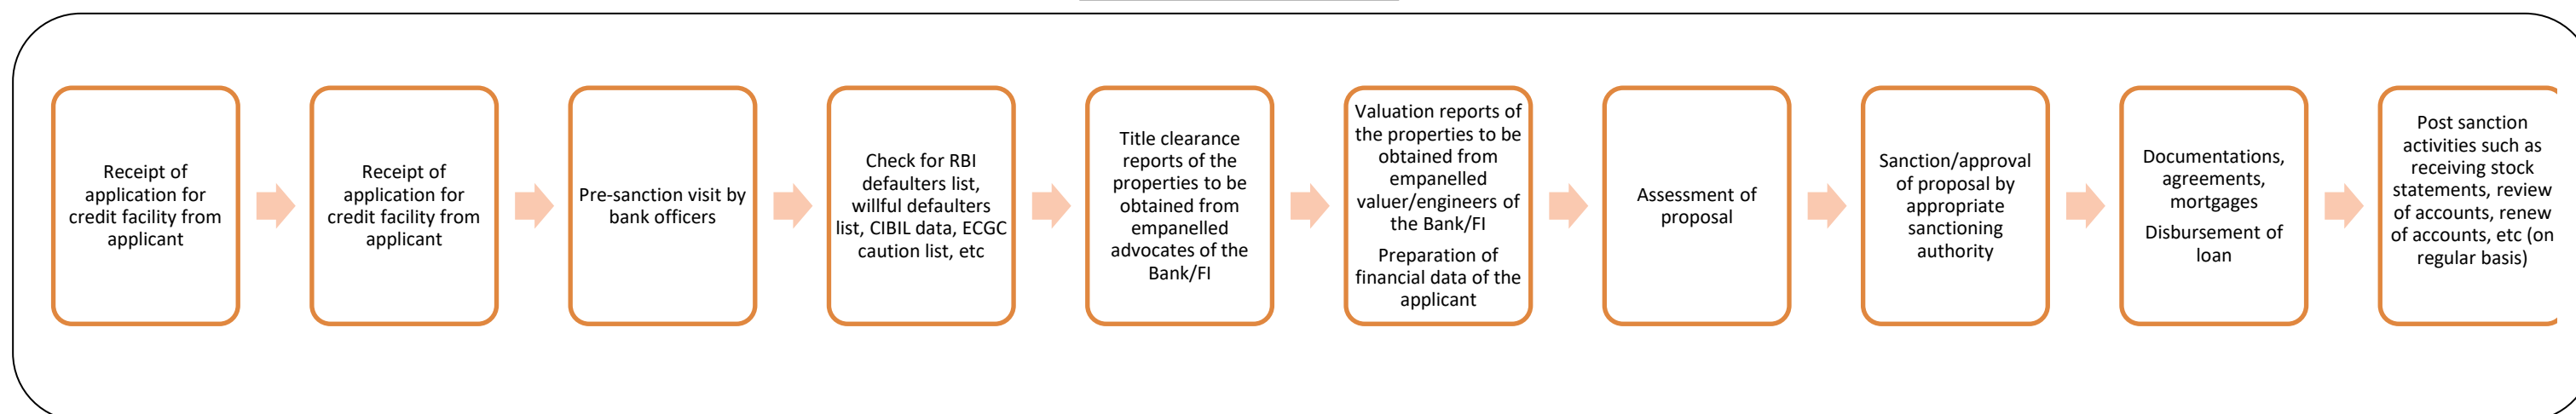 Receipt of
application for
credit facility from
applicant
Receipt of
application for
credit facility from
applicant
Pre-sanction visit by
bank officers
Check for RBI
defaulters list,
willful defaulters
list, CIBIL data, ECGC
caution list, etc
Title clearance
reports of the
properties to be
obtained from
empanelled
advocates of the
Bank/FI
Valuation reports of
the properties to be
obtained from
empanelled
valuer/engineers of
the Bank/FI
Preparation of
financial data of the
applicant
Assessment of
proposal
Sanction/approval
of proposal by
appropriate
sanctioning
authority
Documentations,
agreements,
mortgages
Disbursement of
loan
Post sanction
activities such as
receiving stock
statements, review
of accounts, renew
of accounts, etc (on
regular basis)